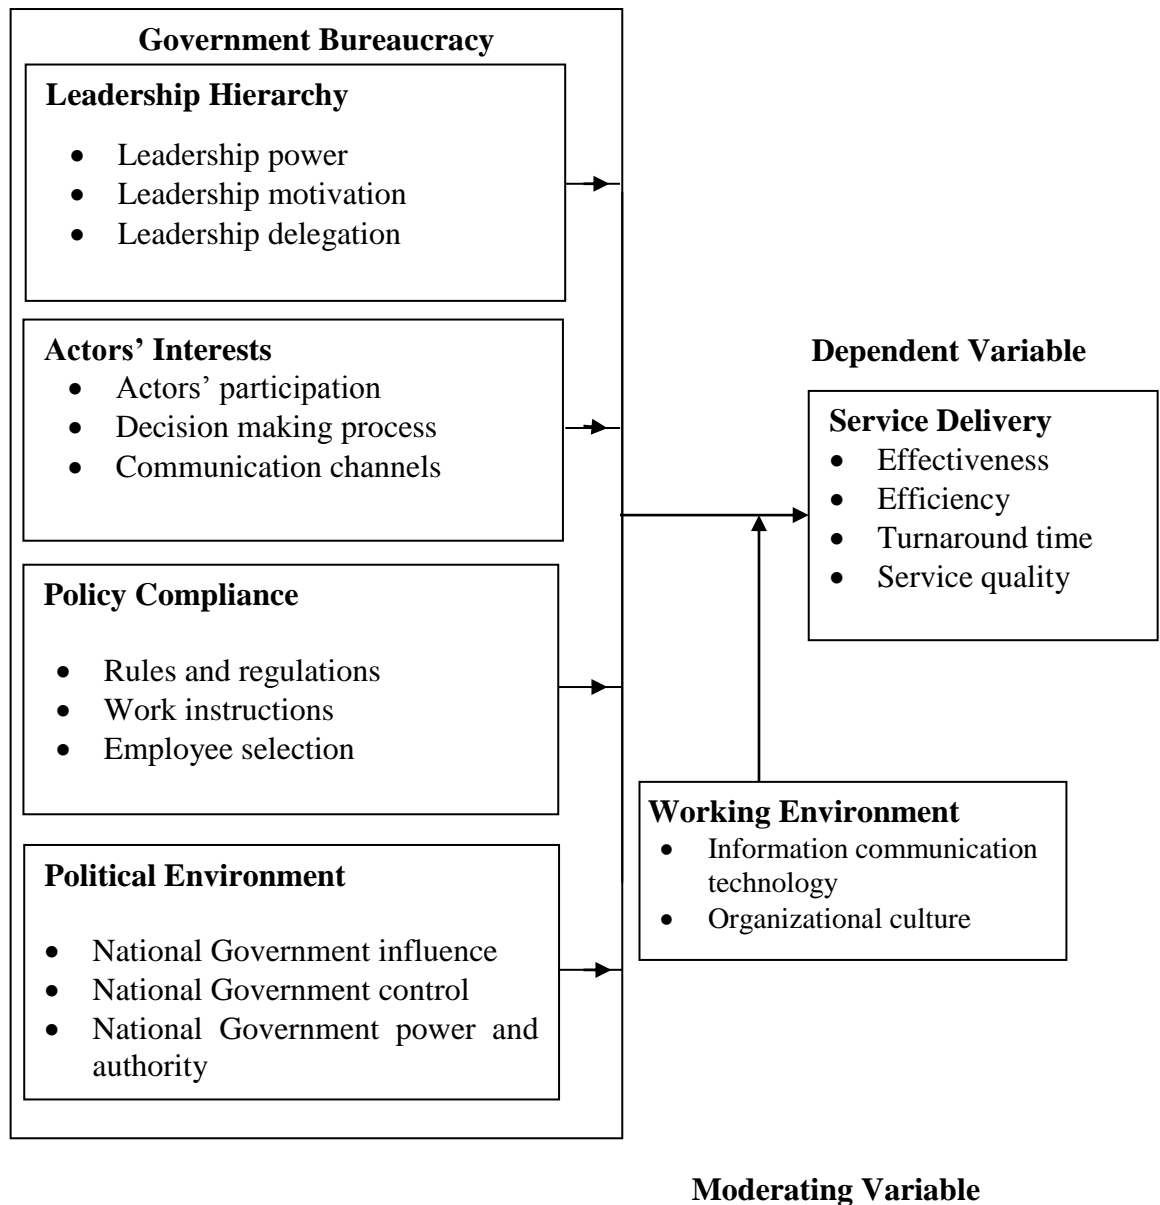 Government Bureaucracy
Leadership Hierarchy
• Leadership power
• Leadership motivation
• Leadership delegation
Actors’ Interests
• Actors’ participation
• Decision making process
• Communication channels
Policy Compliance
• Rules and regulations
• Work instructions
• Employee selection
Political Environment
• National Government influence
• National Government control
• National Government power and
authority
Dependent Variable
Service Delivery
• Effectiveness
• Efficiency
• Turnaround time
• Service quality
Working Environment
• Information communication
technology
• Organizational culture
Moderating Variable